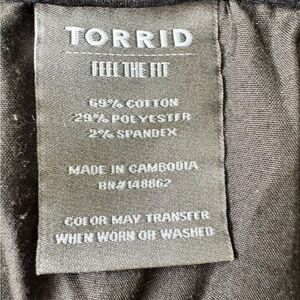 TORRID
FEEL THE FIT
69% COTTON
29% POLYESTER
2% SPANDEX
MADE IN CAMBODIA
RN#148862
COLOR MAY TRANSFER
WHEN WORN OR WASHED